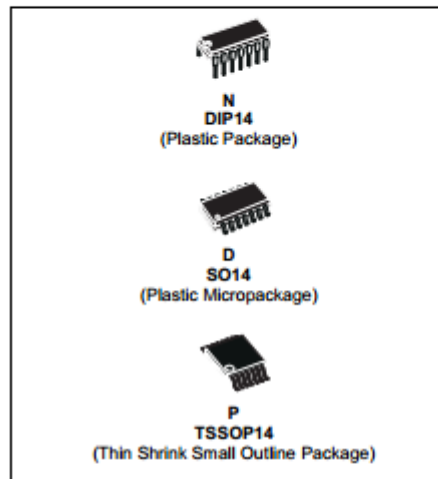 N
DIP14
(Plastic Package)
D
SO14
(Plastic Micropackage)
P
TSSOP14
(Thin Shrink Small Outline Package)